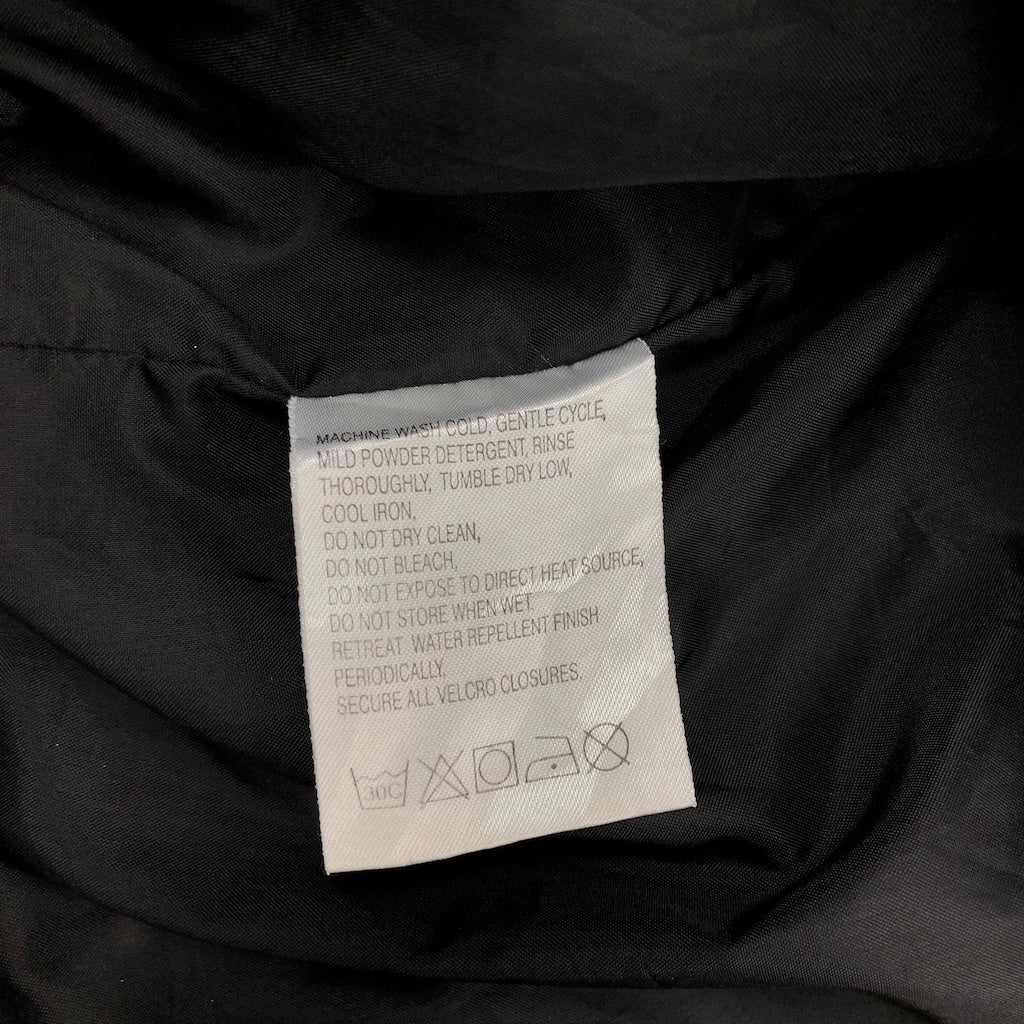 MACHINE WASH COLD, GENTLE CYCLE,
MILD POWDER DETERGENT, RINSE
THOROUGHLY, TUMBLE DRY LOW,
COOL IRON,
DO NOT DRY CLEAN,
DO NOT BLEACH,
DO NOT EXPOSE TO DIRECT HEAT SOURCE,
DO NOT STORE WHEN WET.
RETREAT WATER REPELLENT FINISH
PERIODICALLY.
SECURE ALL VELCRO CLOSURES.
30C